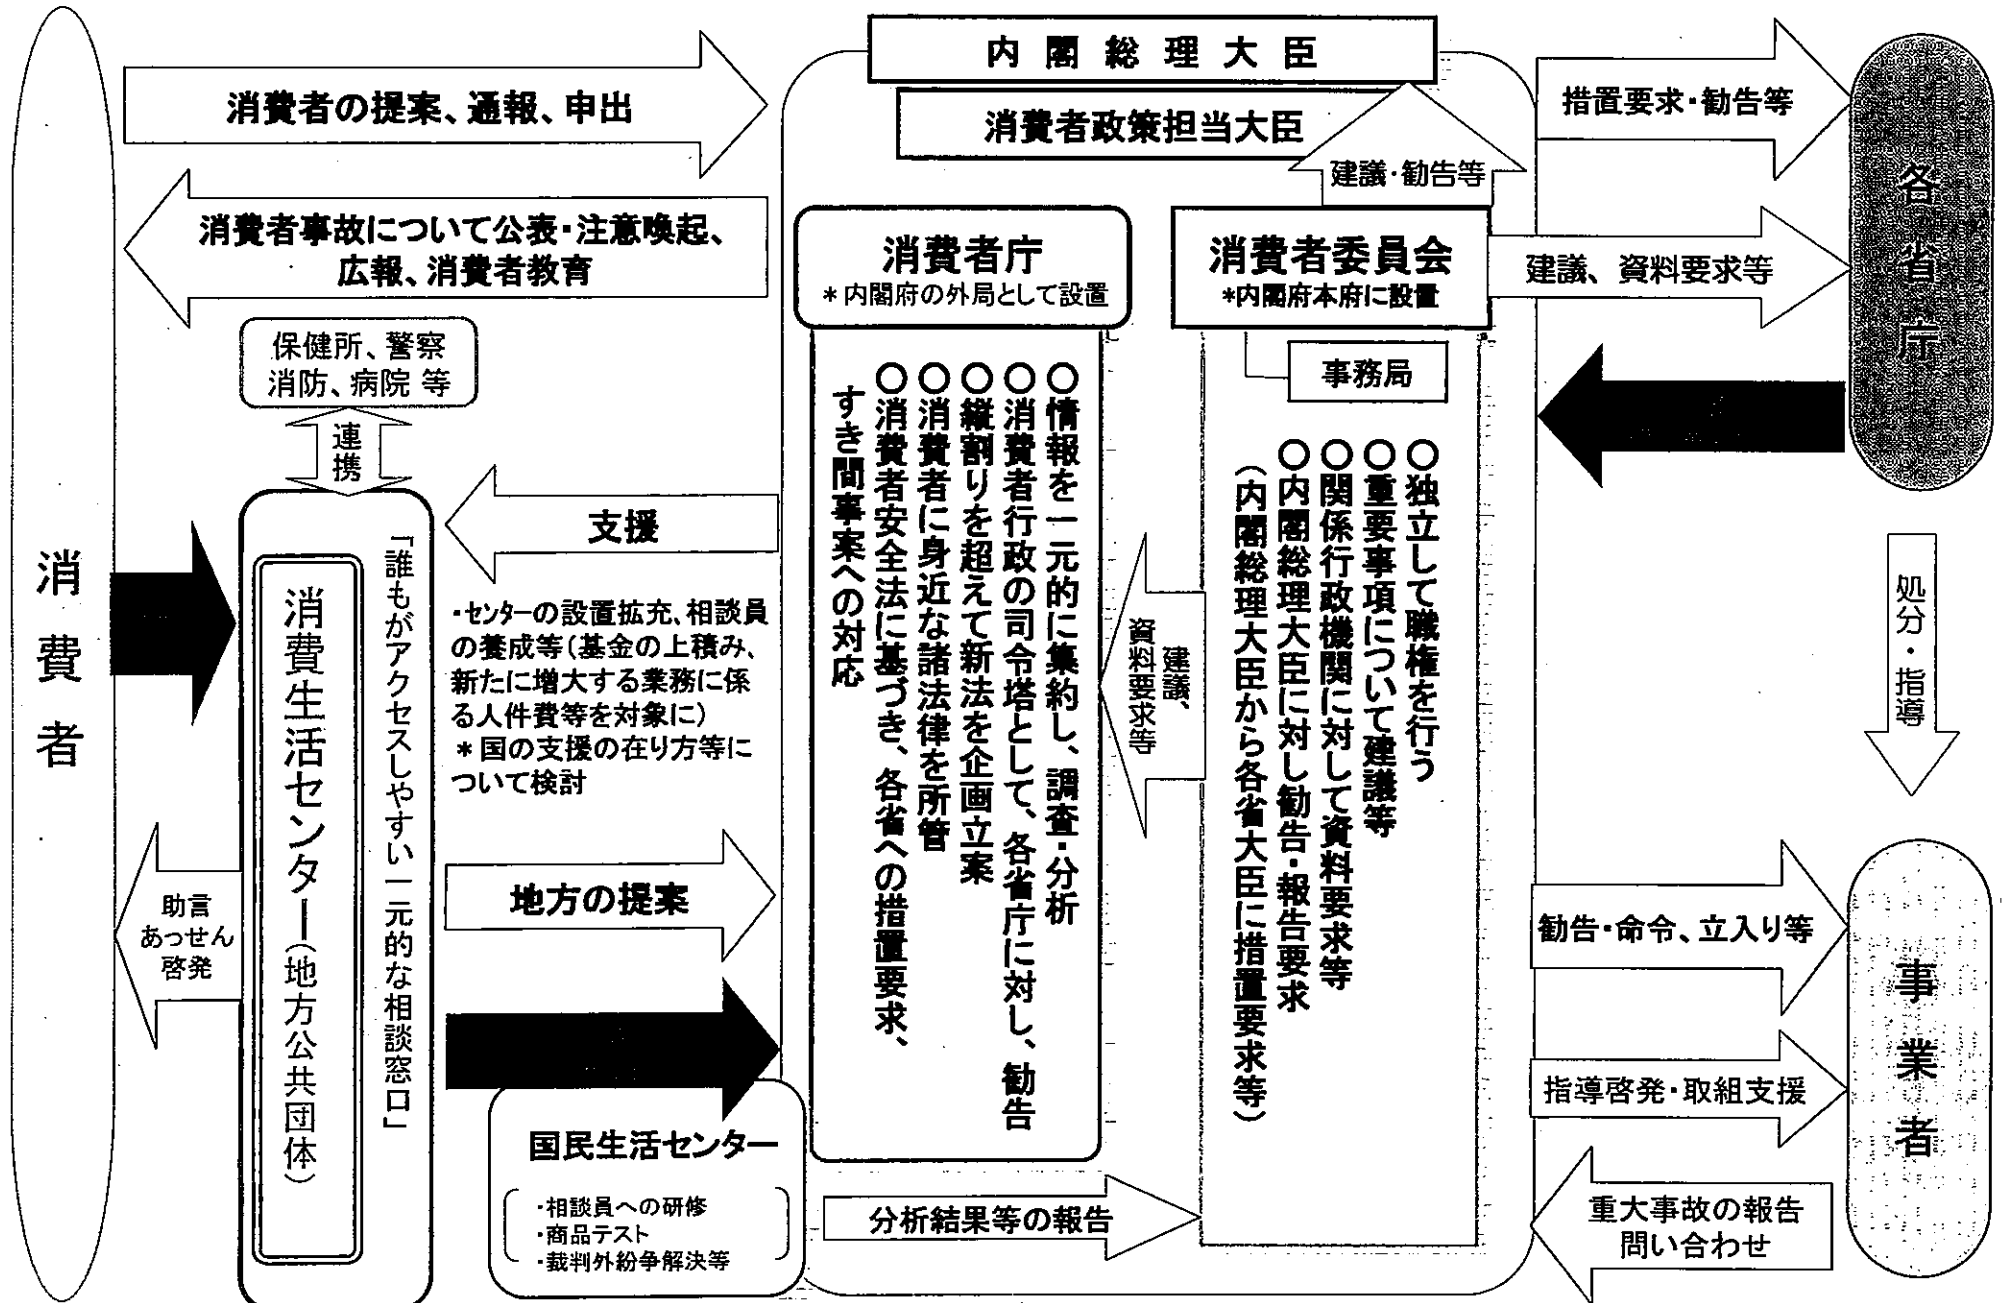 内閣総理大臣
消費者政策担当大臣
建議・勧告等
消費者の提案、通報、申出
消費者事故について公表・注意喚起、
広報、消費者教育
消費者
保健所、警察
消防、病院 等
連携
「誰もがアクセスしやすい一元的な相談窓口」
消費生活センター(地方公共団体)
助言
あっせん
啓発
支援
・センターの設置拡充、相談員
の養成等(基金の上積み、
新たに増大する業務に係
る人件費等を対象に)
*国の支援の在り方等に
ついて検討
地方の提案
国民生活センター
・相談員への研修
・商品テスト
・裁判外紛争解決等
消費者庁
*内閣府の外局として設置
○情報を一元的に集約し、調査・分析
○消費者行政の司令塔として、各省庁に対し、勧告
○縦割りを超えて新法を企画立案
○消費者に身近な諸法律を所管
○消費者安全法に基づき、各省への措置要求、
すき間事案への対応
消費者委員会
*内閣府本府に設置
事務局
○独立して職権を行う
○重要事項について建議等
○関係行政機関に対して資料要求等
○内閣総理大臣に対し勧告・報告要求
(内閣総理大臣から各省大臣に措置要求等)
建議、
資料要求等
分析結果等の報告
措置要求・勧告等
建議、資料要求等
各省庁
処分・指導
勧告・命令、立入り等
指導啓発・取組支援
重大事故の報告
問い合わせ
事業者